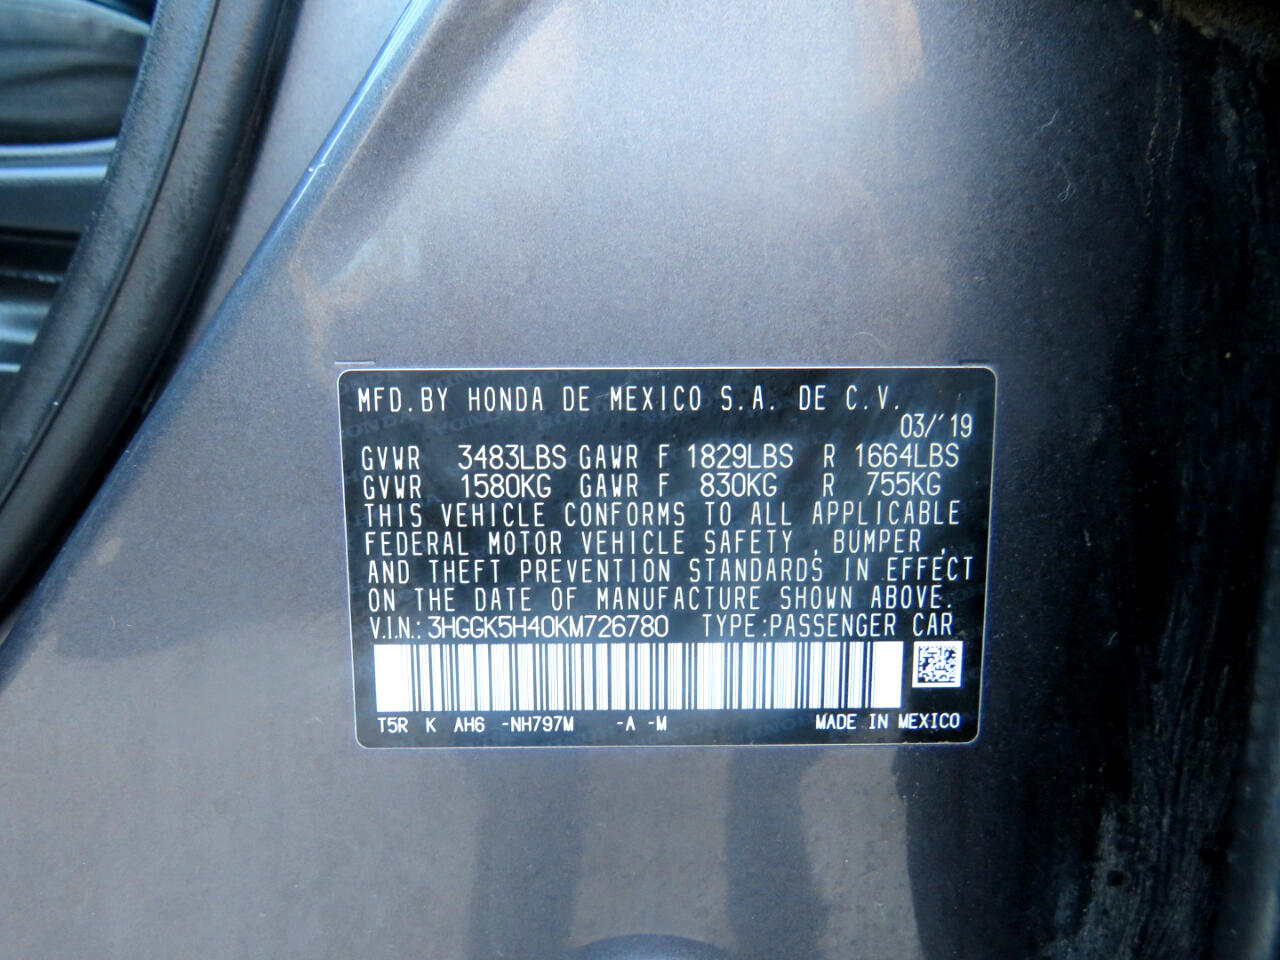 MFD.BY HONDA DE MEXICO S.A. DE C.V.
03/'19
GVWR 3483LBS GAWR F 1829LBS R 1664LBS
GVWR 1580KG GAWR F 830KG R 755KG
THIS VEHICLE CONFORMS TO ALL APPLICABLE
FEDERAL MOTOR VEHICLE SAFETY , BUMPER ,
AND THEFT PREVENTION STANDARDS IN EFFECT
ON THE DATE OF MANUFACTURE SHOWN ABOVE.
V.I.N.: 3HGGK5H40KM726780 TYPE:PASSENGER CAR
T5R K AH6 -NH797M -A -M MADE IN MEXICO